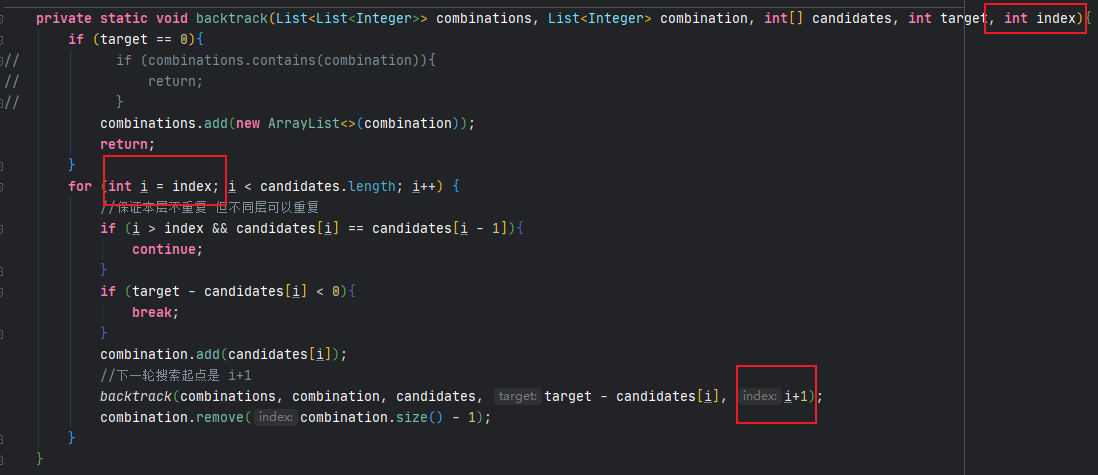 private static void backtrack(List<List<Integer>> combinations, List<Integer> combination, int[] candidates, int target, int index){
    if (target == 0){
//            if (combinations.contains(combination)){
//                return;
//            }
        combinations.add(new ArrayList<>(combination));
        return;
    }
    for (int i = index; i < candidates.length; i++) {
        //保证本层不重复 但不同层可以重复
        if (i > index && candidates[i] == candidates[i - 1]){
            continue;
        }
        if (target - candidates[i] < 0){
            break;
        }
        combination.add(candidates[i]);
        //下一轮搜索起点是 i+1
        backtrack(combinations, combination, candidates, target: target - candidates[i], index: i+1);
        combination.remove( index: combination.size() - 1);
    }
}